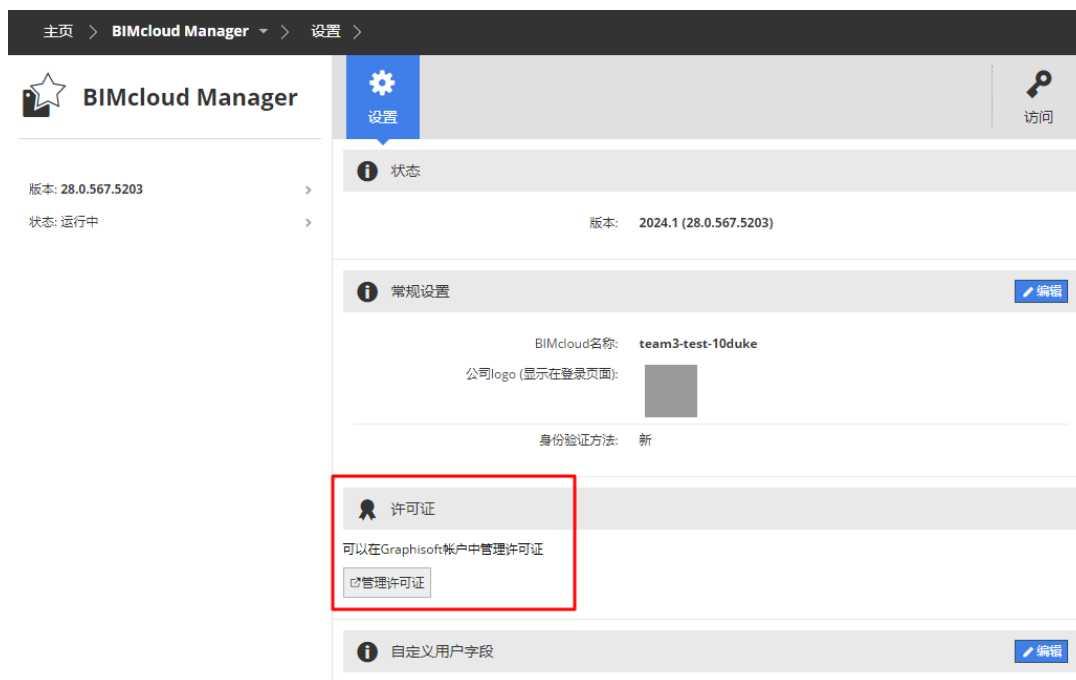 主页 > BIMcloud Manager > 设置 >
BIMcloud Manager
设置
访问
版本: 28.0.567.5203
状态: 运行中
状态
版本: 2024.1 (28.0.567.5203)
常规设置 编辑
BIMcloud名称: team3-test-10duke
公司logo (显示在登录页面):
身份验证方法: 新
许可证
可以在Graphisoft帐户中管理许可证
管理许可证
自定义用户字段 编辑